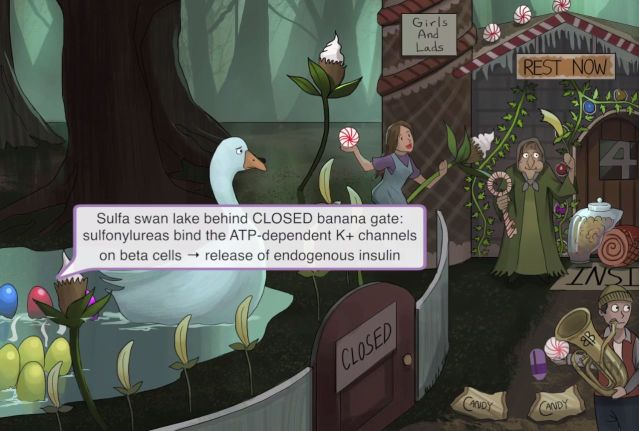 Girls
And
Lads
REST NOW
4
Sulfa swan lake behind CLOSED banana gate:
sulfonylureas bind the ATP-dependent K+ channels
on beta cells → release of endogenous insulin
INSI
CLOSED
CANDY
CANDY